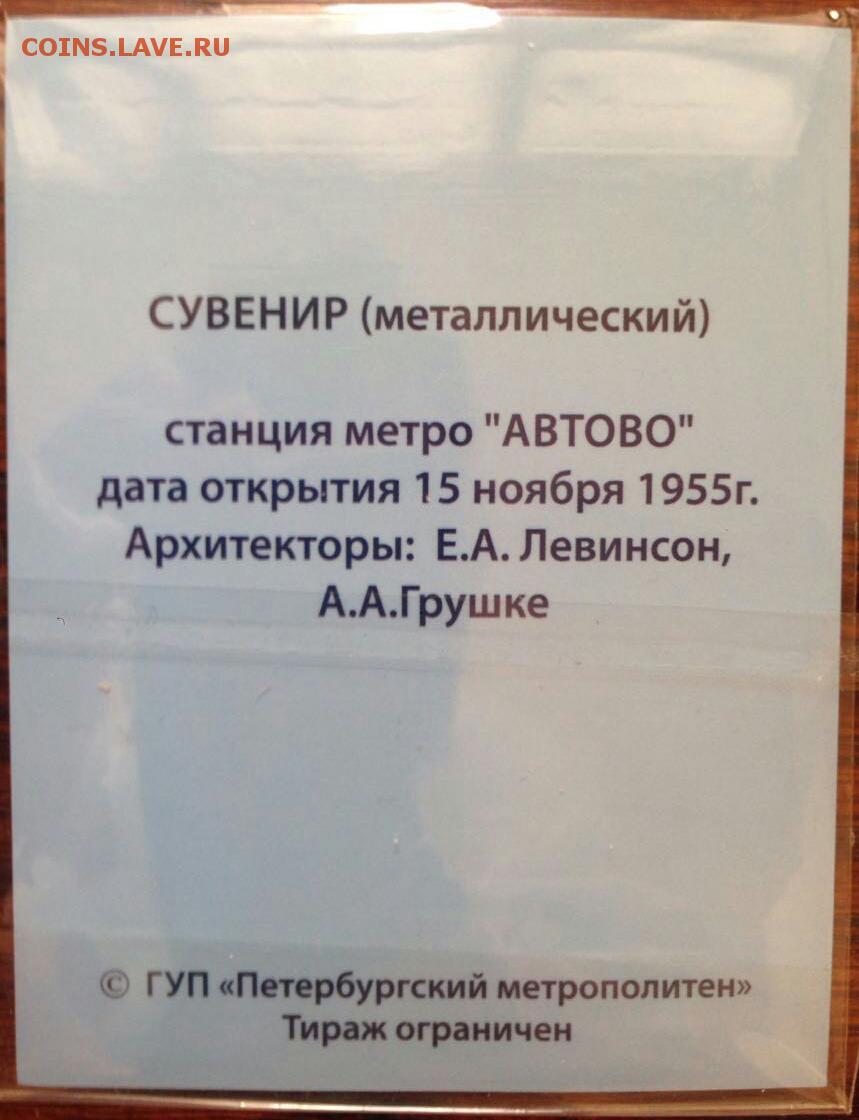 COINS.LAVE.RU
СУВЕНИР (металлический)
станция метро "АВТОВО"
дата открытия 15 ноября 1955г.
Архитекторы: Е.А. Левинсон,
А.А.Грушке
© ГУП «Петербургский метрополитен»
Тираж ограничен